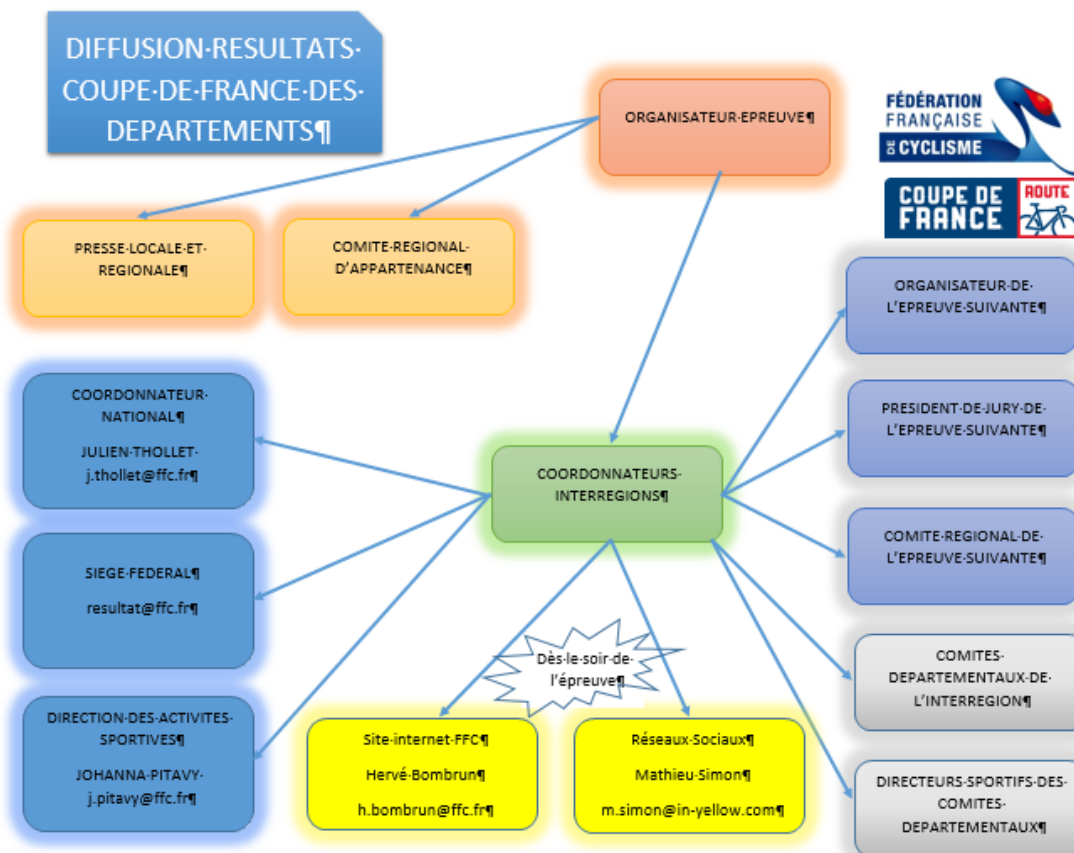 DIFFUSION·RESULTATS·
COUPE·DE·FRANCE·DES·
DEPARTEMENTS¶
ORGANISATEUR·EPREUVE¶
FÉDÉRATION
FRANÇAISE
DE CYCLISME
COUPE DE
FRANCE
ROUTE
PRESSE·LOCALE·ET·
REGIONALE¶
COMITE·REGIONAL·
D'APPARTENANCE¶
ORGANISATEUR·DE·
L'EPREUVE·SUIVANTE¶
COORDONNATEUR·
NATIONAL¶
JULIEN·THOLLET·
j.thollet@ffc.fr¶
PRESIDENT·DE·JURY·DE·
L'EPREUVE·SUIVANTE¶
COORDONNATEURS·
INTERREGIONS¶
COMITE·REGIONAL·DE·
L'EPREUVE·SUIVANTE¶
SIEGE·FEDERAL¶
resultat@ffc.fr¶
Dès·le·soir·de·
l'épreuve¶
COMITES·
DEPARTEMENTAUX·DE·
L'INTERREGION¶
DIRECTION·DES·ACTIVITES·
SPORTIVES¶
JOHANNA·PITAVY·
j.pitavy@ffc.fr¶
Site·internet·FFC¶
Hervé·Bombrun¶
h.bombrun@ffc.fr¶
Réseaux·Sociaux¶
Mathieu·Simon¶
m.simon@in-yellow.com¶
DIRECTEURS·SPORTIFS·DES·
COMITES·
DEPARTEMENTAUX¶